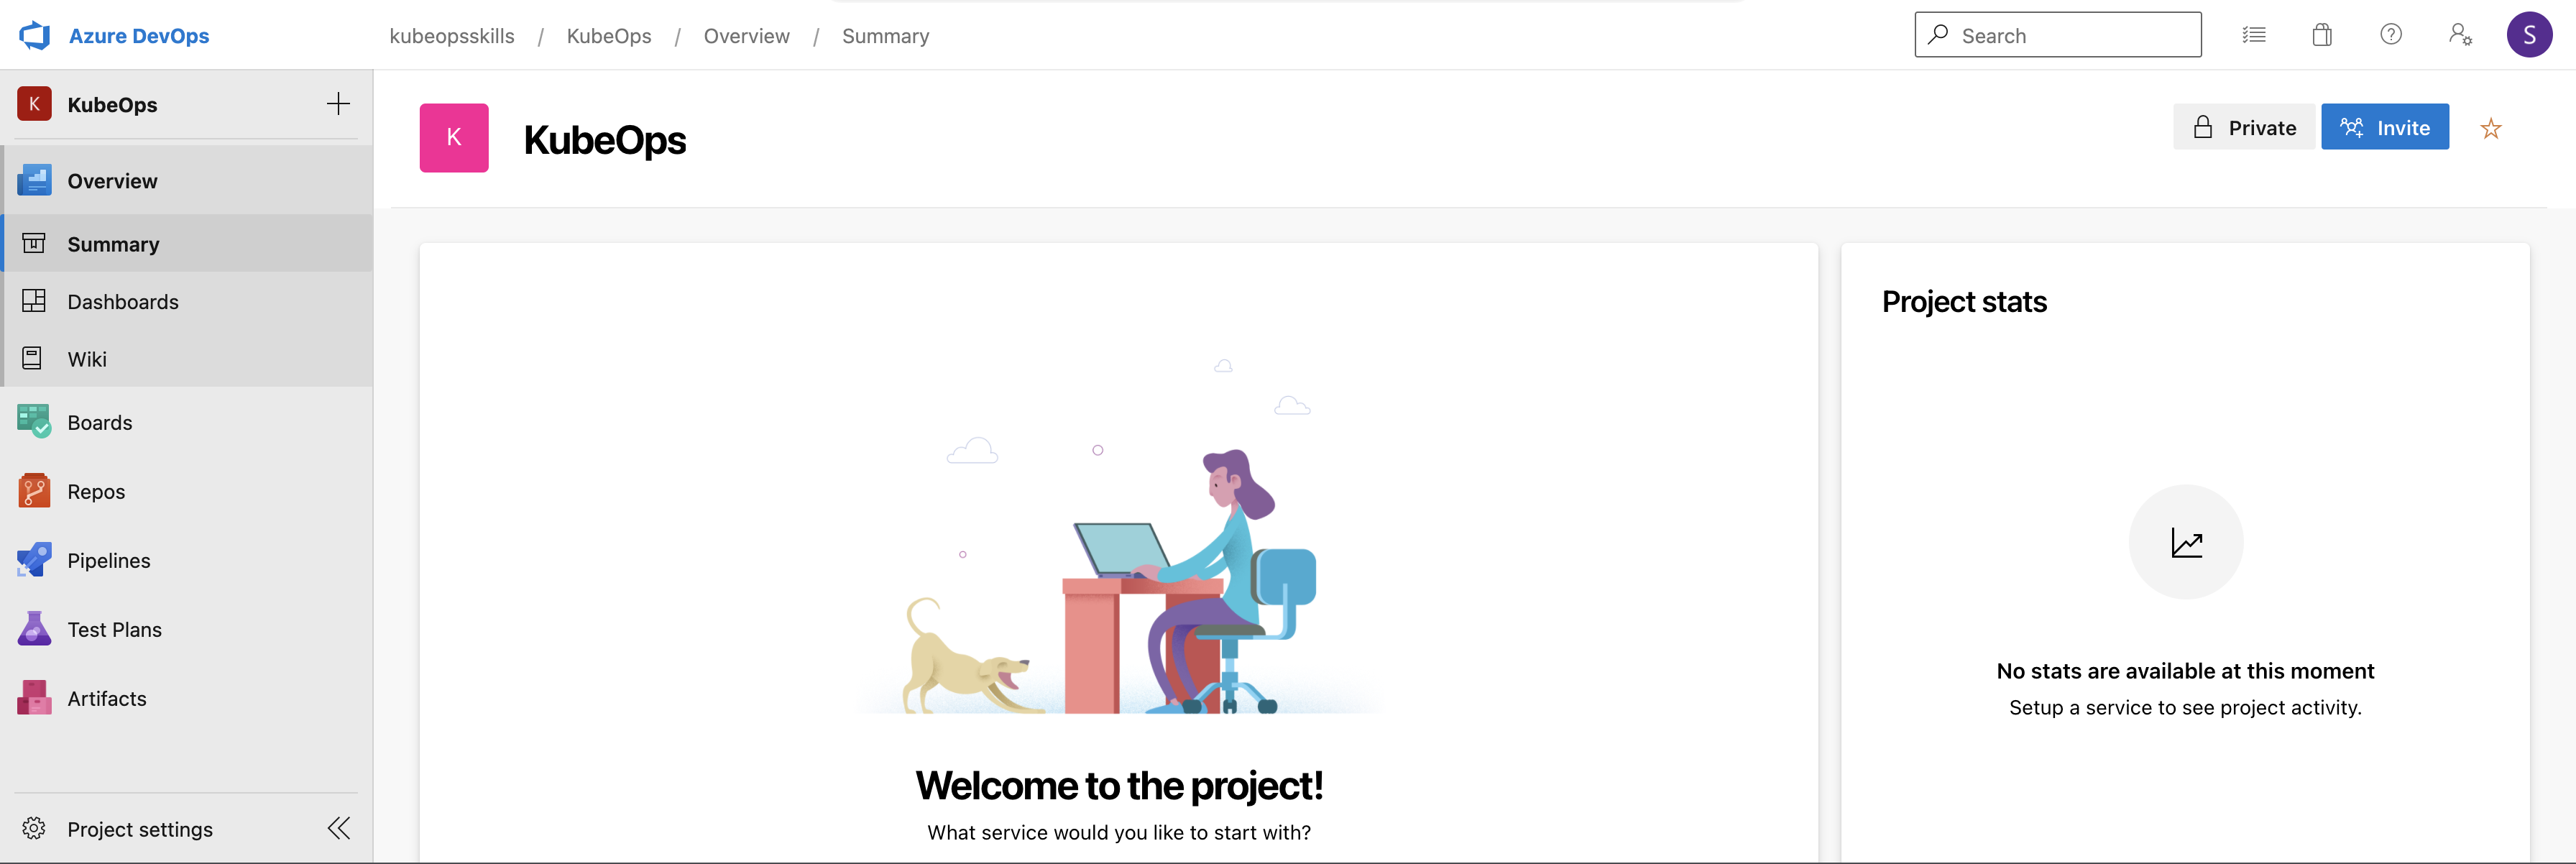 Azure DevOps
kubeopsskills / KubeOps / Overview / Summary
Search
S
K KubeOps
Overview
Summary
Dashboards
Wiki
Boards
Repos
Pipelines
Test Plans
Artifacts
Project settings
K KubeOps
Private
Invite
Welcome to the project!
What service would you like to start with?
Project stats
No stats are available at this moment
Setup a service to see project activity.